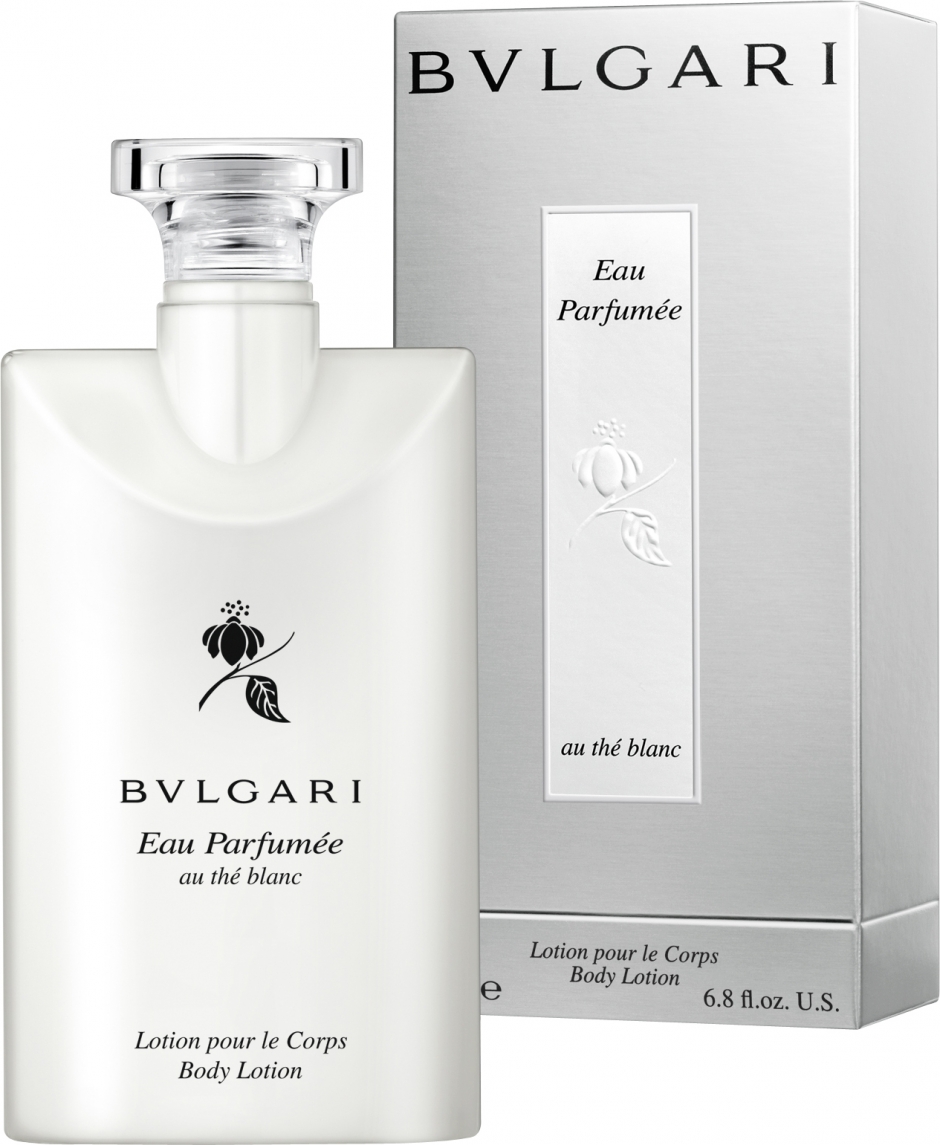 BVLGARI
Eau
Parfumée
au thé blanc
Lotion pour le Corps
Body Lotion
e
6.8 fl.oz. U.S.
BVLGARI
Eau Parfumée
au thé blanc
Lotion pour le Corps
Body Lotion